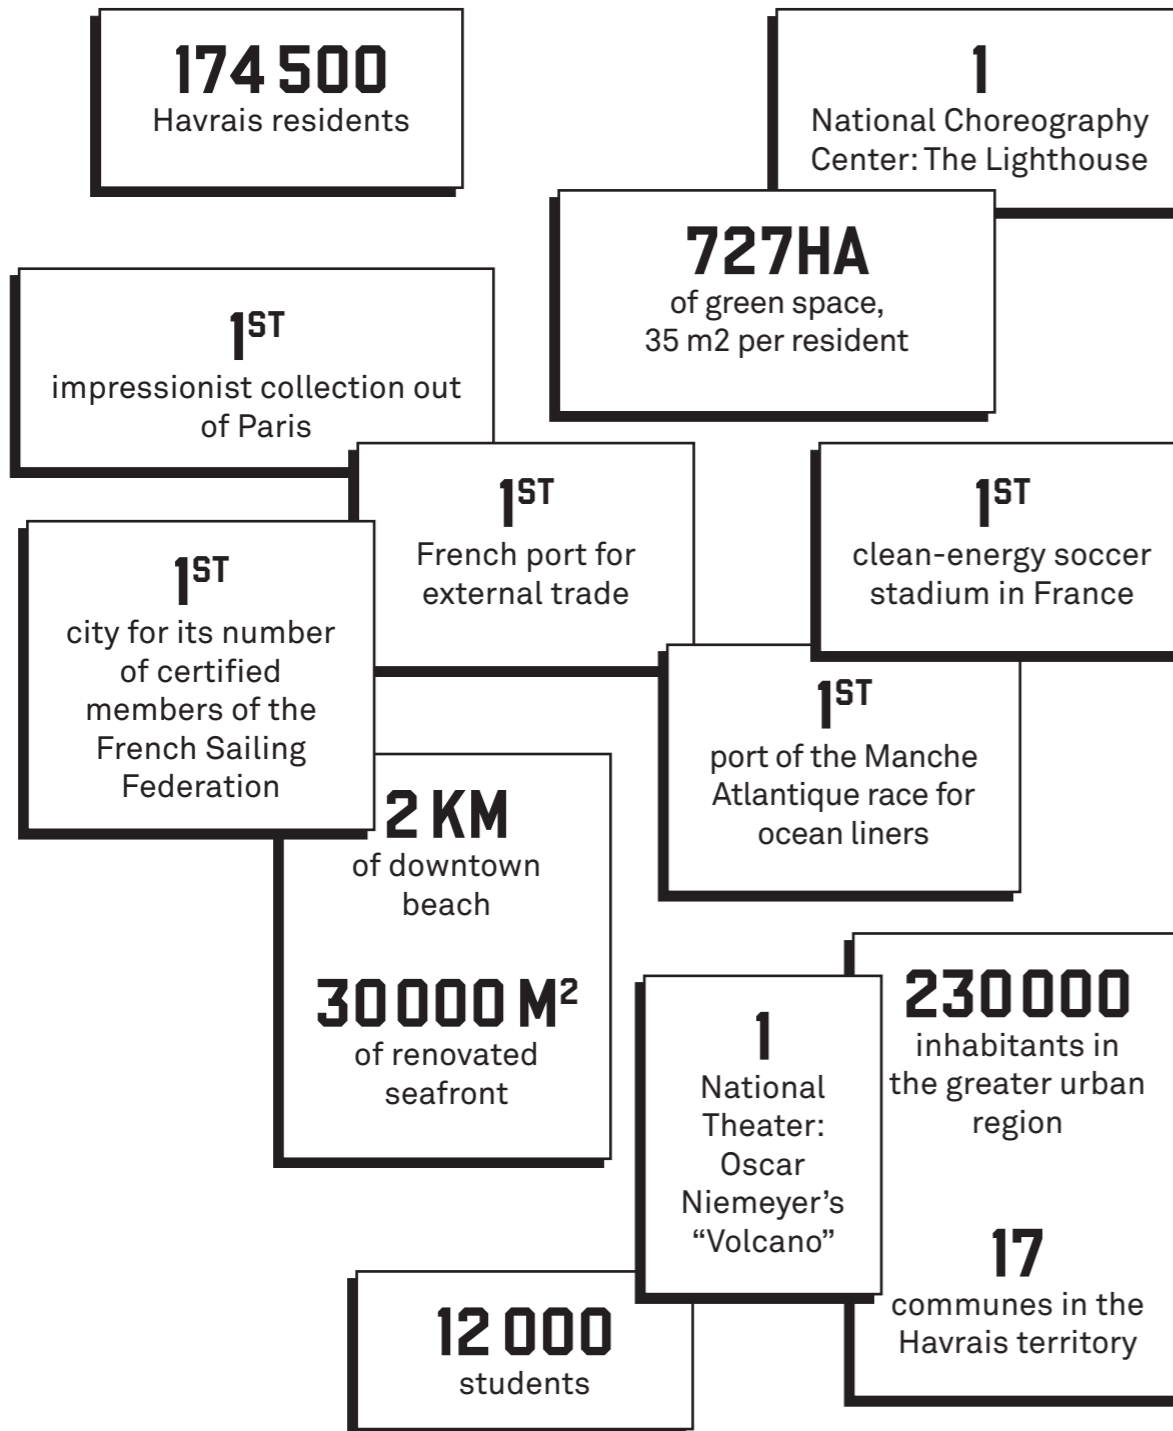 174 500
Havrais residents
1
National Choreography
Center: The Lighthouse
727HA
of green space,
35 m2 per resident
1ST
impressionist collection out
of Paris
1ST
French port for
external trade
1ST
clean-energy soccer
stadium in France
1ST
city for its number
of certified
members of the
French Sailing
Federation
1ST
port of the Manche
Atlantique race for
ocean liners
2 KM
of downtown
beach
30 000 M²
of renovated
seafront
1
National
Theater:
Oscar
Niemeyer’s
“Volcano”
230 000
inhabitants in
the greater urban
region
17
communes in the
Havrais territory
12 000
students